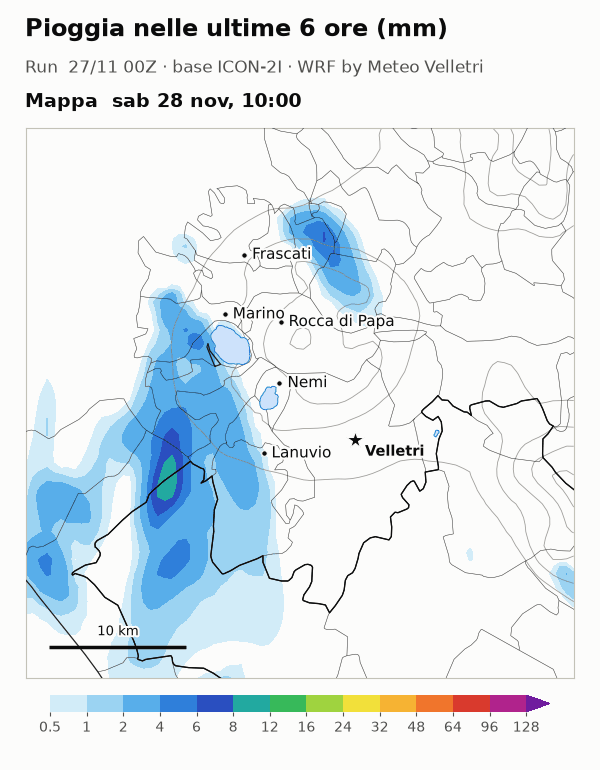 Pioggia nelle ultime 6 ore (mm)
Run  27/11 00Z · base ICON-2I · WRF by Meteo Velletri
Mappa  sab 28 nov, 10:00
Frascati
Marino
Rocca di Papa
Nemi
Lanuvio
Velletri
10 km
0.5 1 2 4 6 8 12 16 24 32 48 64 96 128